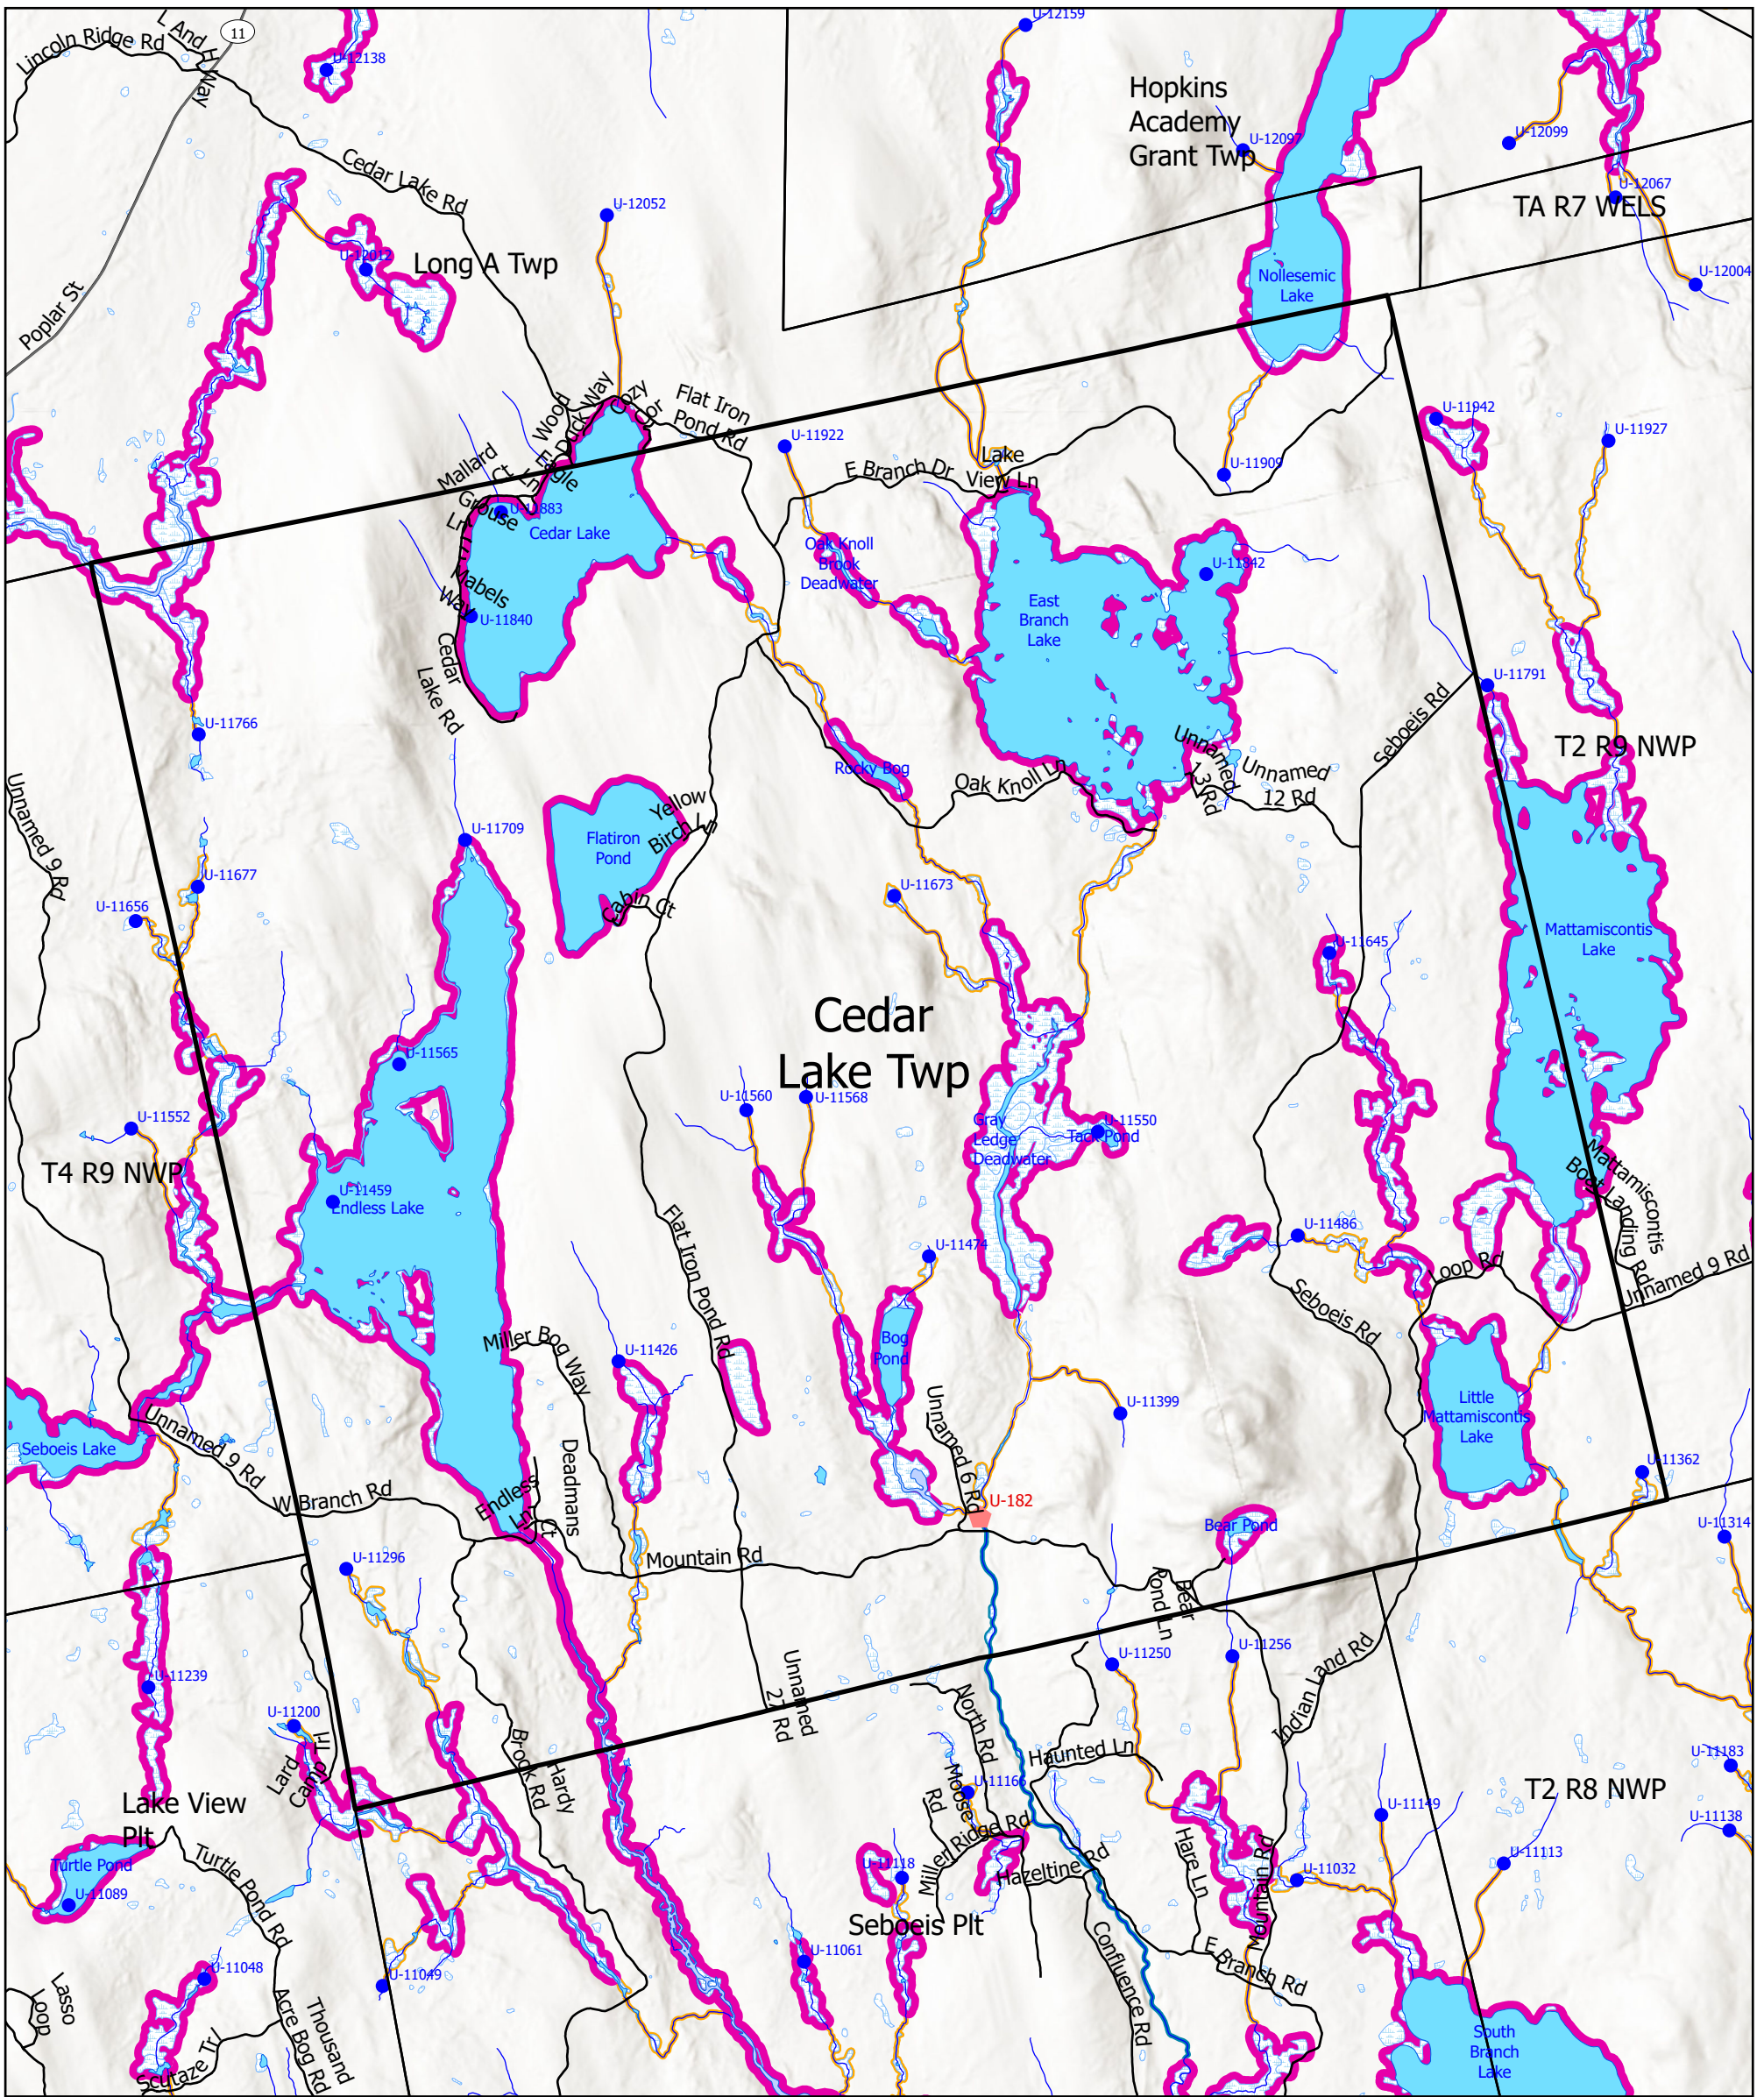 U-12159
11
L And H Way
Lincoln Ridge Rd
U-12138
Hopkins
Academy
Grant Twp
U-12097
U-12099
Cedar Lake Rd
U-12067
TA R7 WELS
U-12052
U-12012
Long A Twp
U-12004
Nollesemic
Lake
Poplar St
Wood
Duck Way
Cozy
Cor
Flat Iron
Pond Rd
U-11942
U-11927
U-11922
Mallard
Ct
Eagle
Ln
Lake
View Ln
E Branch Dr
U-11909
Grouse
Ln
U-11883
Cedar Lake
Oak Knoll
Brook
Deadwater
U-11842
Mabels
Way
U-11840
East
Branch
Lake
Cedar
Lake Rd
U-11791
Seboeis Rd
U-11766
T2 R9 NWP
Unnamed
13 Rd
Unnamed
12 Rd
Rocky Bog
Oak Knoll Ln
Unnamed 9 Rd
Yellow
Birch Ln
U-11709
Flatiron
Pond
U-11677
U-11673
U-11656
Cabin Ct
Mattamiscontis
Lake
U-11645
Cedar
Lake Twp
U-11565
U-11560
U-11568
U-11552
Gray
Ledge
Deadwater
U-11550
Tack Pond
T4 R9 NWP
Mattamiscontis
Boat Landing Rd
U-11459
Endless Lake
U-11486
U-11474
Flat Iron Pond Rd
Loop Rd
Unnamed 9 Rd
Seboeis Rd
Miller Bog Way
U-11426
Bog
Pond
U-11399
Little
Mattamiscontis
Lake
Unnamed 9 Rd
Seboeis Lake
Unnamed 6 Rd
Deadmans
Ct
U-11362
W Branch Rd
Endless
Ln
U-182
Bear Pond
U-11314
Mountain Rd
U-11296
Bear
Pond Ln
U-11250
U-11256
Indian Land Rd
U-11239
Unnamed
27 Rd
U-11200
Lard
Camp
Trl
Brook Rd
Hardy
North Rd
Haunted Ln
U-11183
Moose
Rd
U-11166
T2 R8 NWP
Lake View
Plt
U-11149
U-11138
Miller Ridge Rd
Turtle Pond
U-11118
Hazeltine Rd
Hare Ln
Mountain Rd
U-11113
U-11032
U-11089
Turtle Pond Rd
Seboeis Plt
U-11061
Confluence Rd
E Branch Rd
U-11048
U-11049
Lasso
Loop
Thousand
Acre Bog Rd
Scutaze Trl
South
Branch
Lake